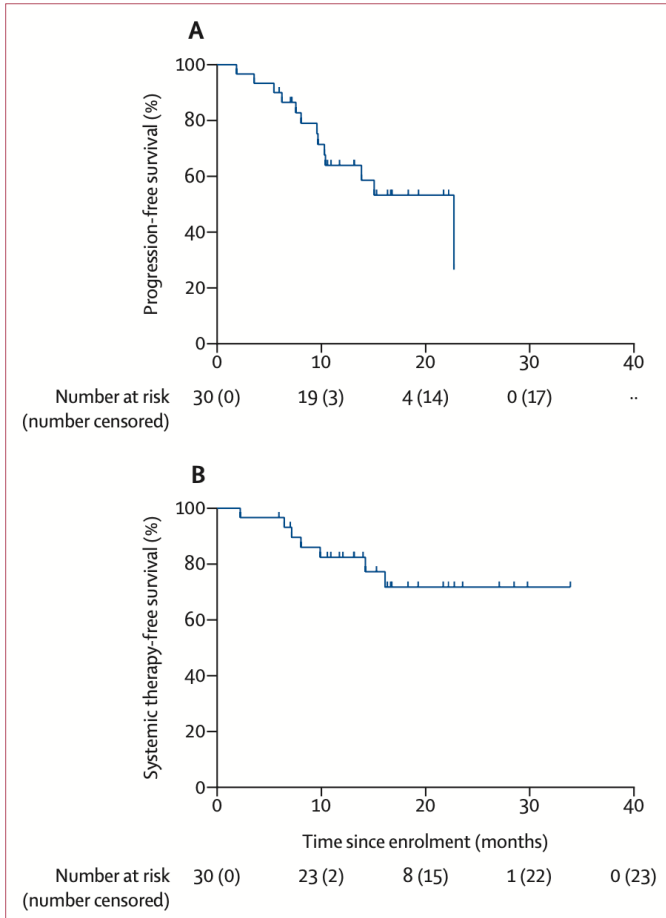 A
Progression-free survival (%)
100
80
60
40
20
0
0 10 20 30 40
Number at risk 30 (0) 19 (3) 4 (14) 0 (17) ··
(number censored)
B
Systemic therapy-free survival (%)
100
80
60
40
20
0
0 10 20 30 40
Time since enrolment (months)
Number at risk 30 (0) 23 (2) 8 (15) 1 (22) 0 (23)
(number censored)